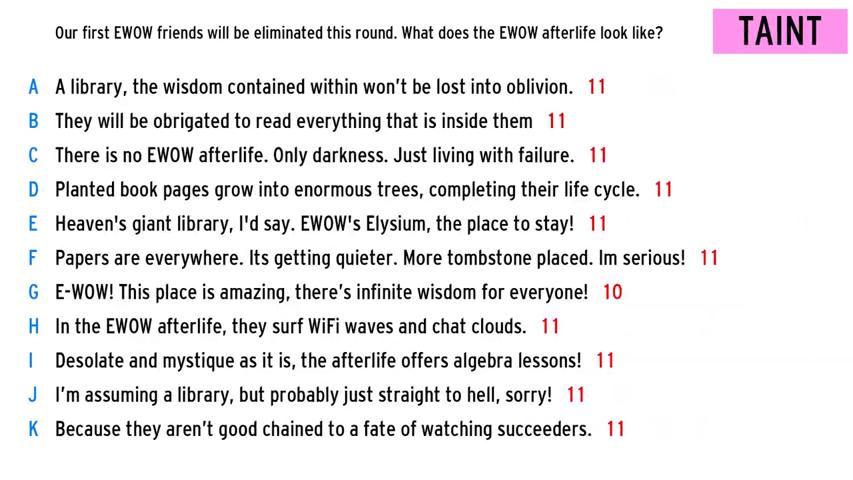 Our first EWOW friends will be eliminated this round. What does the EWOW afterlife look like?
TAINT
A A library, the wisdom contained within won't be lost into oblivion. 11
B They will be obrigated to read everything that is inside them 11
C There is no EWOW afterlife. Only darkness. Just living with failure. 11
D Planted book pages grow into enormous trees, completing their life cycle. 11
E Heaven's giant library, I'd say. EWOW's Elysium, the place to stay! 11
F Papers are everywhere. Its getting quieter. More tombstone placed. Im serious! 11
G E-WOW! This place is amazing, there's infinite wisdom for everyone! 10
H In the EWOW afterlife, they surf WiFi waves and chat clouds. 11
I Desolate and mystique as it is, the afterlife offers algebra lessons! 11
J I'm assuming a library, but probably just straight to hell, sorry! 11
K Because they aren't good chained to a fate of watching succeeders. 11